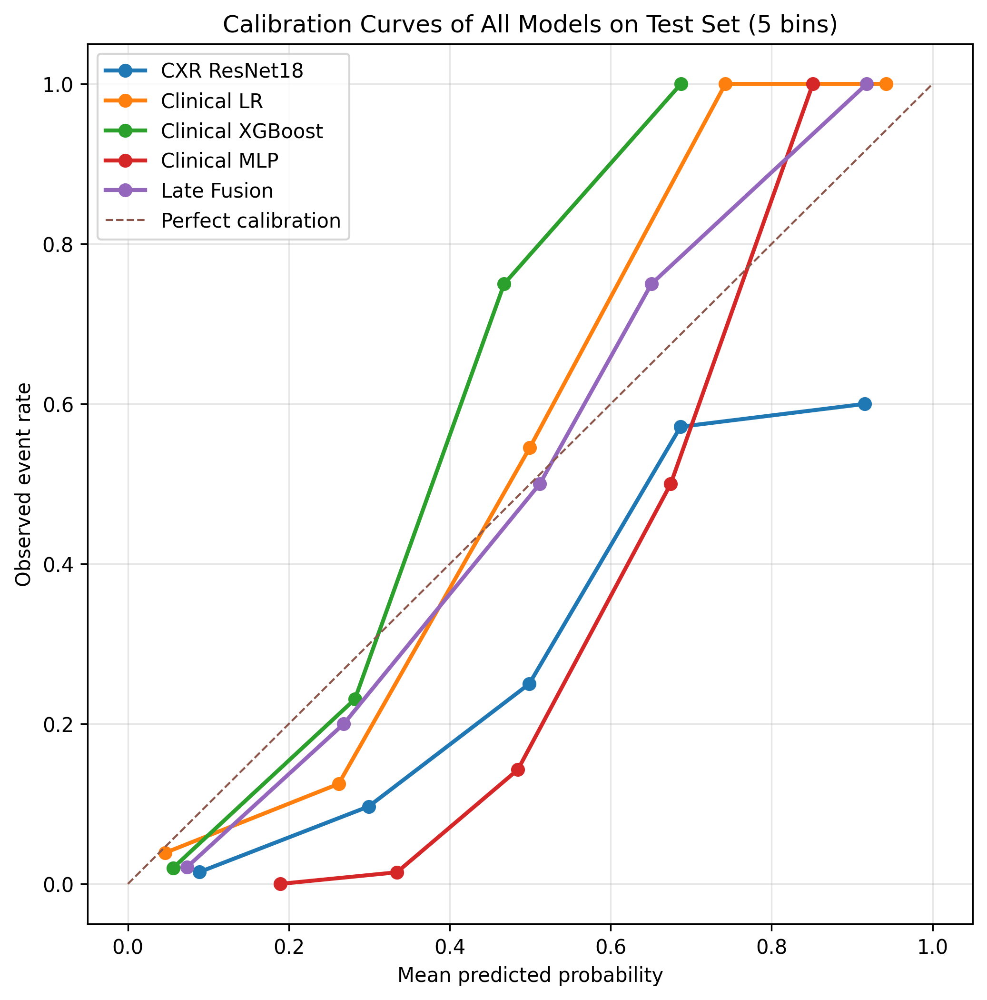 Calibration Curves of All Models on Test Set (5 bins)
CXR ResNet18
Clinical LR
Clinical XGBoost
Clinical MLP
Late Fusion
Perfect calibration
1.0
0.8
0.6
0.4
0.2
0.0
Observed event rate
0.0 0.2 0.4 0.6 0.8 1.0
Mean predicted probability